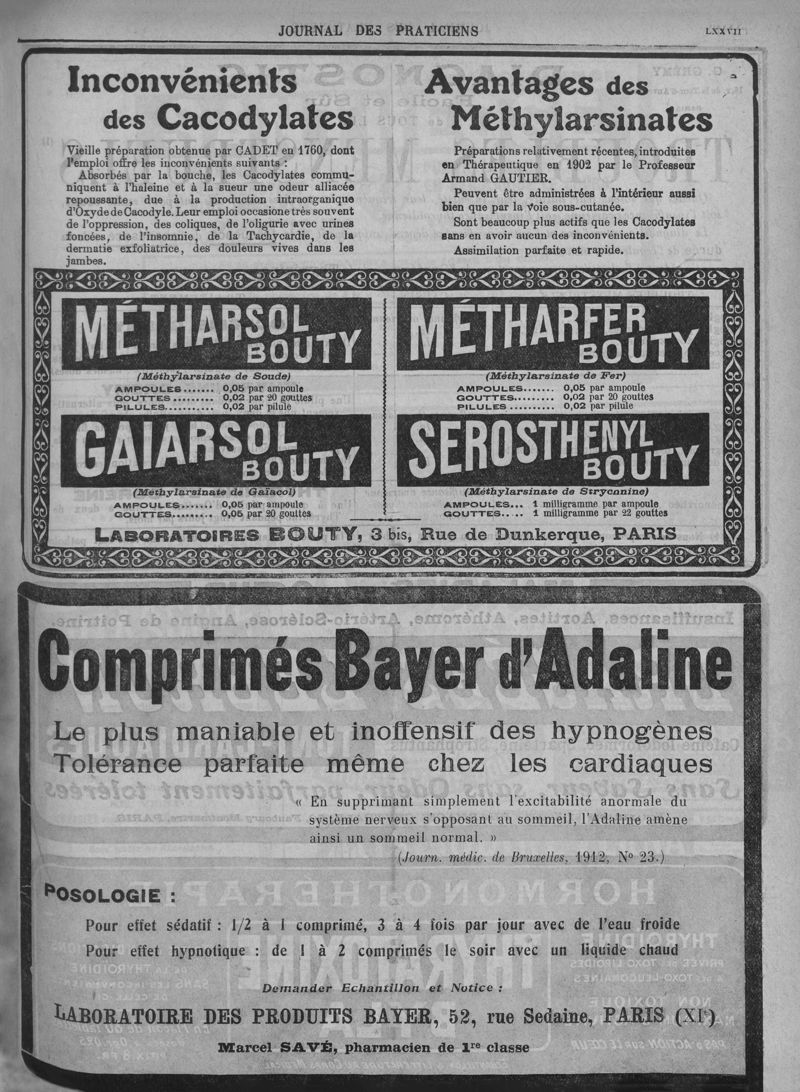 JOURNAL DES PRATICIENS
LXXVII
Inconvénients
des Cacodylates
Vieille préparation obtenue par CADET en 1760, dont
l'emploi offre les inconvénients suivants :
Absorbés par la bouche, les Cacodylates commu-
niquent à l'haleine et à la sueur une odeur alliacée
repoussante, due à la production intraorganique
d'Oxyde de Cacodyle. Leur emploi occasione très souvent
de l'oppression, des coliques, de l'oligurie avec urines
foncées, de l'insomnie, de la Tachycardie, de la
dermatie exfoliatrice, des douleurs vives dans les
jambes.
Avantages des
Méthylarsinates
Préparations relativement récentes, introduites
en Thérapeutique en 1902 par le Professeur
Armand GAUTIER.
Peuvent être administrées à l'intérieur aussi
bien que par la Voie sous-cutanée.
Sont beaucoup plus actifs que les Cacodylates
sans en avoir aucun des inconvénients.
Assimilation parfaite et rapide.
MÉTHARSOL
BOUTY
(Méthylarsinate de Soude)
AMPOULES....... 0,05 par ampoule
GOUTTES......... 0,02 par 20 gouttes
PILULES........... 0,02 par pilule
MÉTHARFER
BOUTY
(Méthylarsinate de Fer)
AMPOULES....... 0,05 par ampoule
GOUTTES......... 0,02 par 20 gouttes
PILULES .......... 0,02 par pilule
GAIARSOL
BOUTY
(Méthylarsinate de Gaïacol)
AMPOULES....... 0,05 par ampoule
GOUTTES......... 0,05 par 20 gouttes
SEROSTHENYL
BOUTY
(Méthylarsinate de Strycnnine)
AMPOULES... 1 milligramme par ampoule
GOUTTES..... 1 milligramme par 22 gouttes
LABORATOIRES BOUTY, 3 bis, Rue de Dunkerque, PARIS
Comprimés Bayer d'Adaline
Le plus maniable et inoffensif des hypnogènes
Tolérance parfaite même chez les cardiaques
« En supprimant simplement l'excitabilité anormale du
système nerveux s'opposant au sommeil, l'Adaline amène
ainsi un sommeil normal. »
(Journ. médic. de Bruxelles, 1912, N° 23.)
POSOLOGIE :
Pour effet sédatif : 1/2 à 1 comprimé, 3 à 4 fois par jour avec de l'eau froide
Pour effet hypnotique : de 1 à 2 comprimés le soir avec un liquide chaud
Demander Echantillon et Notice :
LABORATOIRE DES PRODUITS BAYER, 52, rue Sedaine, PARIS (XIe)
Marcel SAVÉ, pharmacien de 1re classe